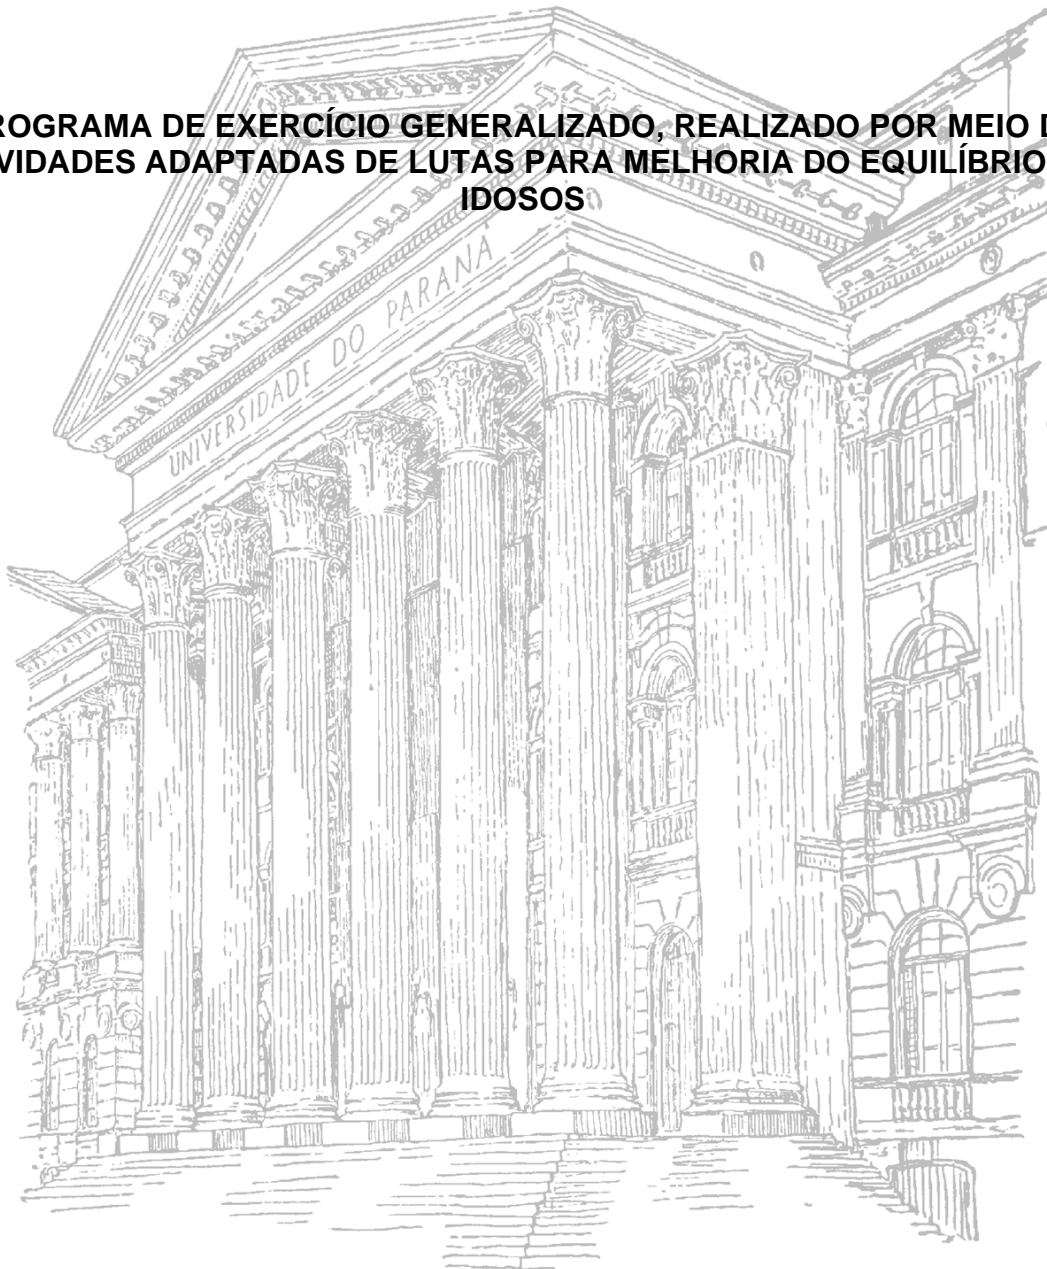 ROGRAMA DE EXERCÍCIO GENERALIZADO, REALIZADO POR MEIO D
VIDADES ADAPTADAS DE LUTAS PARA MELHORIA DO EQUILÍBRIO
IDOSOS
UNIVERSIDADE DO PARANÁ